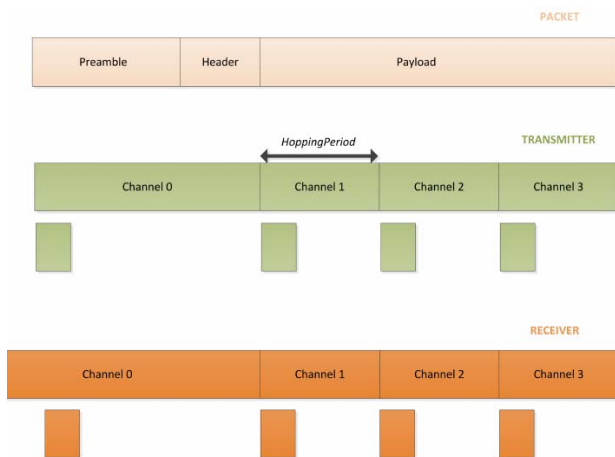 PACKET
Preamble Header Payload
HoppingPeriod
TRANSMITTER
Channel 0 Channel 1 Channel 2 Channel 3
RECEIVER
Channel 0 Channel 1 Channel 2 Channel 3